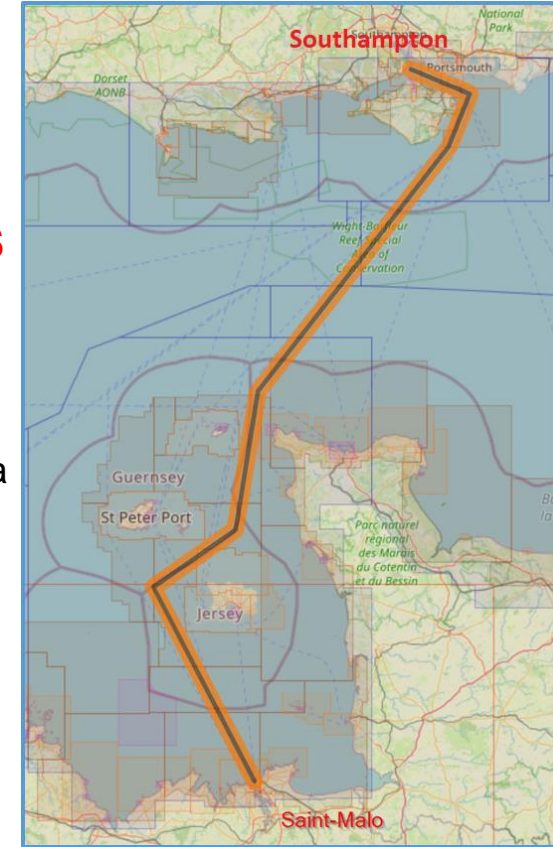 National
Park
Southampton
Southampton
Portsmouth
Dorset
AONB
s
Wight-Barfleur
Reef Special
Area of
Conservation
a
Guernsey
St Peter Port
Parc naturel
régional
des Marais
du Cotentin
et du Bessin
Jersey
Saint-Malo